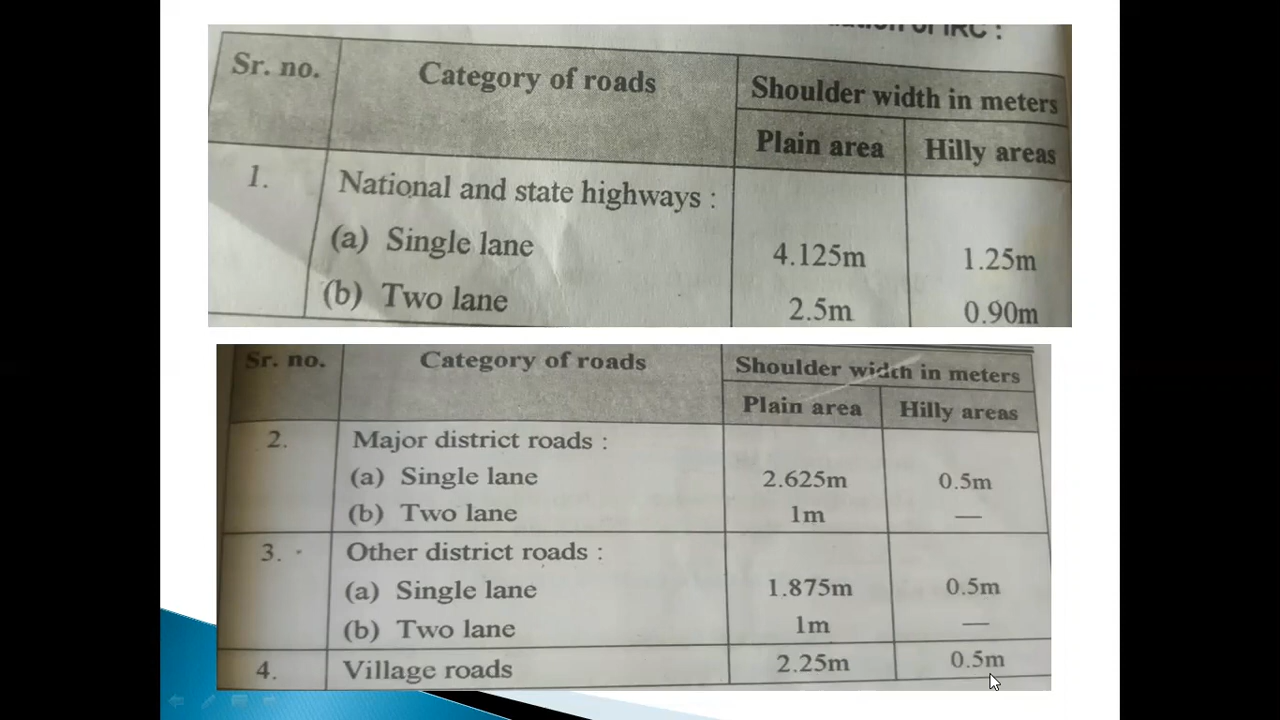 of IRC :
Sr. no. Category of roads Shoulder width in meters
Plain area Hilly areas
1. National and state highways :
(a) Single lane 4.125m 1.25m
(b) Two lane 2.5m 0.90m
Sr. no. Category of roads Shoulder width in meters
Plain area Hilly areas
2. Major district roads :
(a) Single lane 2.625m 0.5m
(b) Two lane 1m —
3. Other district roads :
(a) Single lane 1.875m 0.5m
(b) Two lane 1m —
4. Village roads 2.25m 0.5m